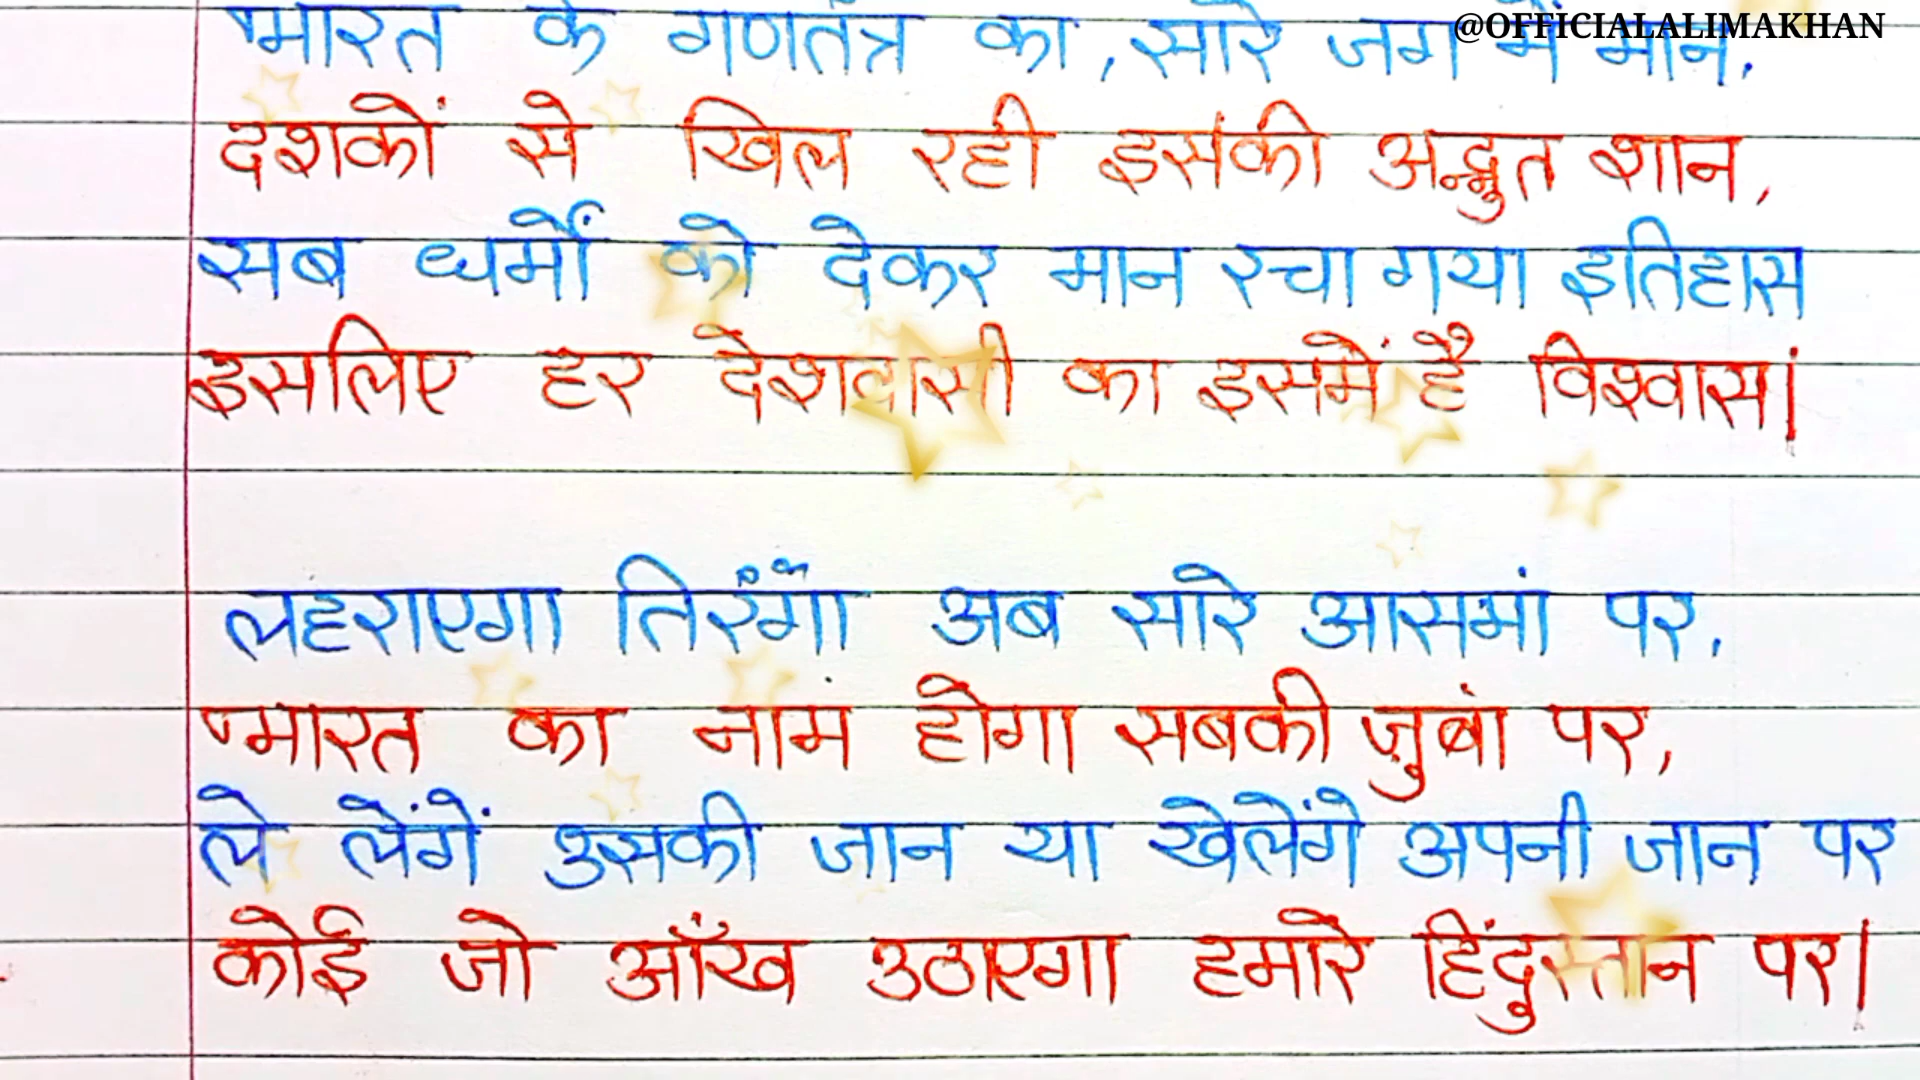 @OFFICIALALIMAKHAN
भारत के गणतंत्र का, सारे जग में मान,
दशकों से खिल रही इसकी अद्भुत शान,
सब धर्मों को देकर मान रचा गया इतिहास
इसलिए हर देशवासी का इसमें है विश्वास।
लहराएगा तिरंगा अब सारे आसमां पर,
भारत का नाम होगा सबकी जुबां पर,
ले लेंगें उसकी जान या खेलेंगे अपनी जान पर
कोई जो आँख उठाएगा हमारे हिंदुस्तान पर।